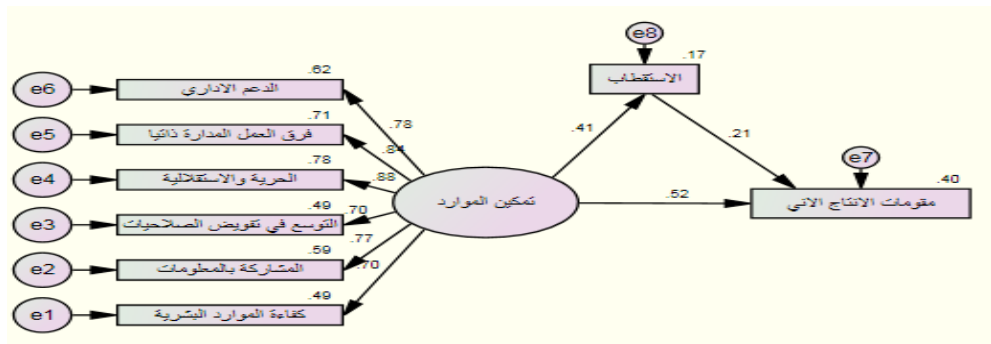 e8
.17
الاستقطاب
.62
e6
الدعم الاداري
.71
e5
فرق العمل المدارة ذاتيا
.78
e4
الحرية والاستقلالية
.49
e3
التوسع في تفويض الصلاحيات
.59
e2
المشاركة بالمعلومات
.49
e1
كفاءة الموارد البشرية
.78
.84
.88
.70
.77
.70
تمكين الموارد
.41
.21
.52
e7
.40
مقومات الانتاج الاني